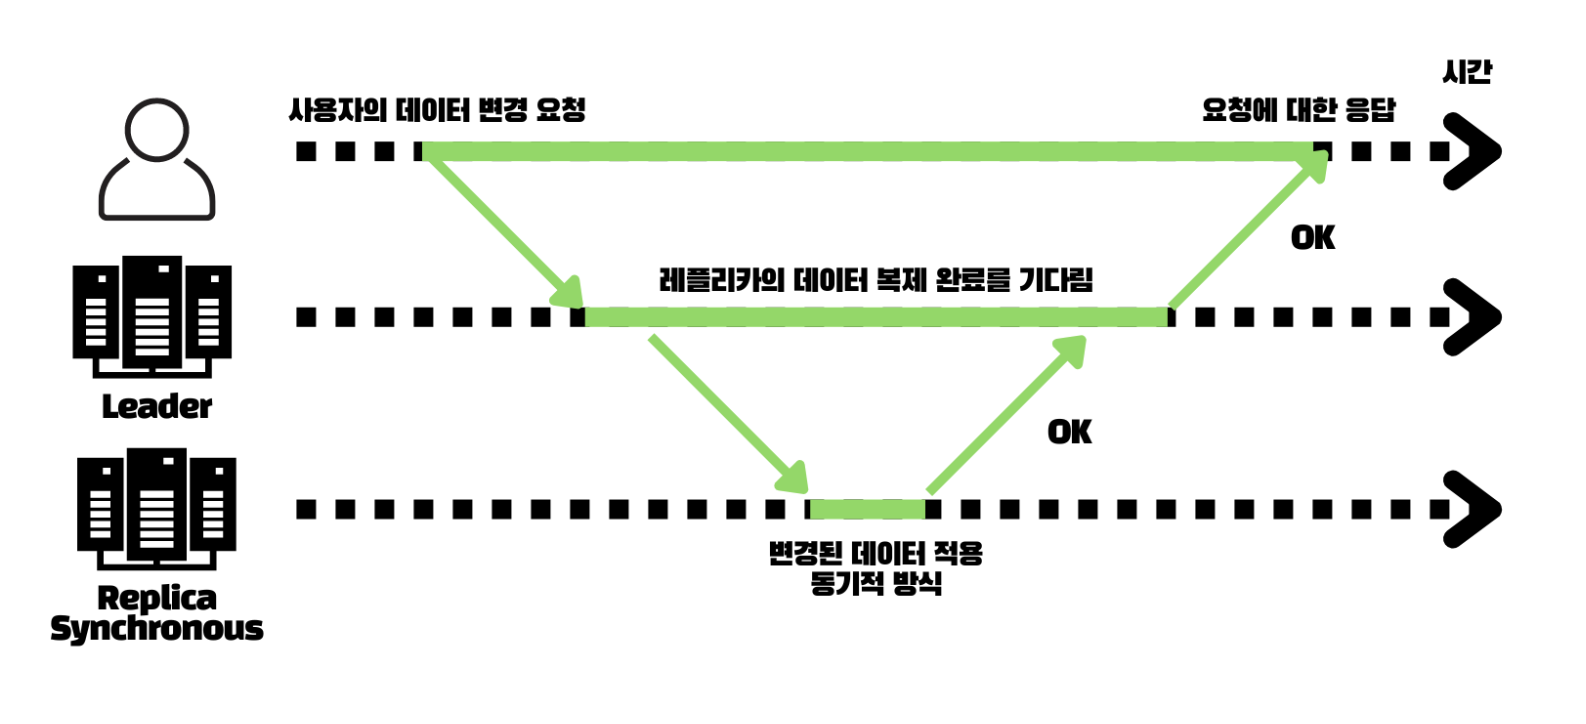 시간
사용자의 데이터 변경 요청
요청에 대한 응답
OK
레플리카의 데이터 복제 완료를 기다림
Leader
OK
변경된 데이터 적용
동기적 방식
Replica
Synchronous